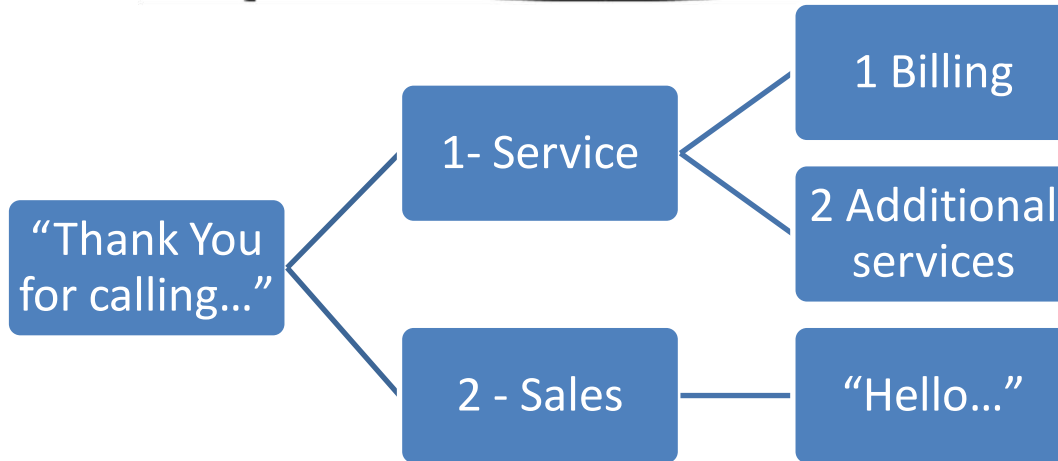 “Thank You
for calling…”
1- Service
2 - Sales
1 Billing
2 Additional
services
“Hello…”